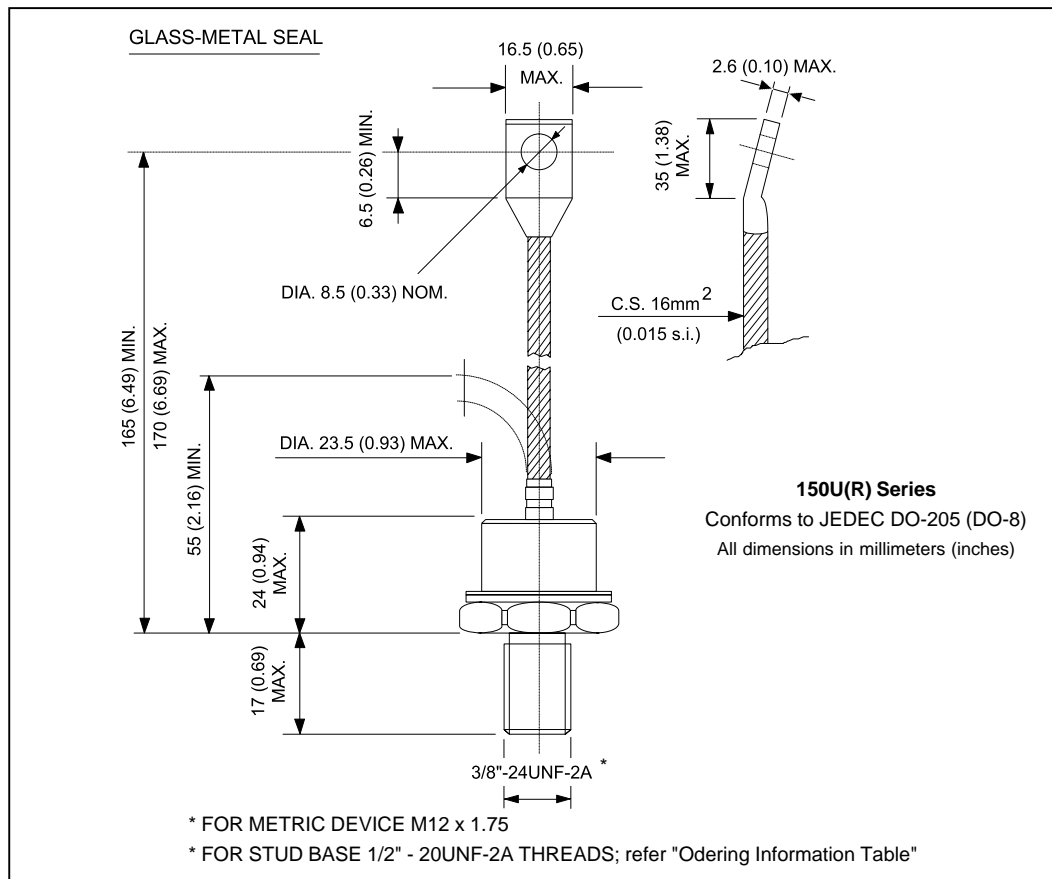 GLASS-METAL SEAL
16.5 (0.65)
MAX.
2.6 (0.10) MAX.
6.5 (0.26) MIN.
35 (1.38)
MAX.
DIA. 8.5 (0.33) NOM.
C.S. 16mm²
(0.015 s.i.)
165 (6.49) MIN.
170 (6.69) MAX.
55 (2.16) MIN.
DIA. 23.5 (0.93) MAX.
24 (0.94)
MAX.
150U(R) Series
Conforms to JEDEC DO-205 (DO-8)
All dimensions in millimeters (inches)
17 (0.69)
MAX.
3/8"-24UNF-2A *
* FOR METRIC DEVICE M12 x 1.75
* FOR STUD BASE 1/2" - 20UNF-2A THREADS; refer "Odering Information Table"